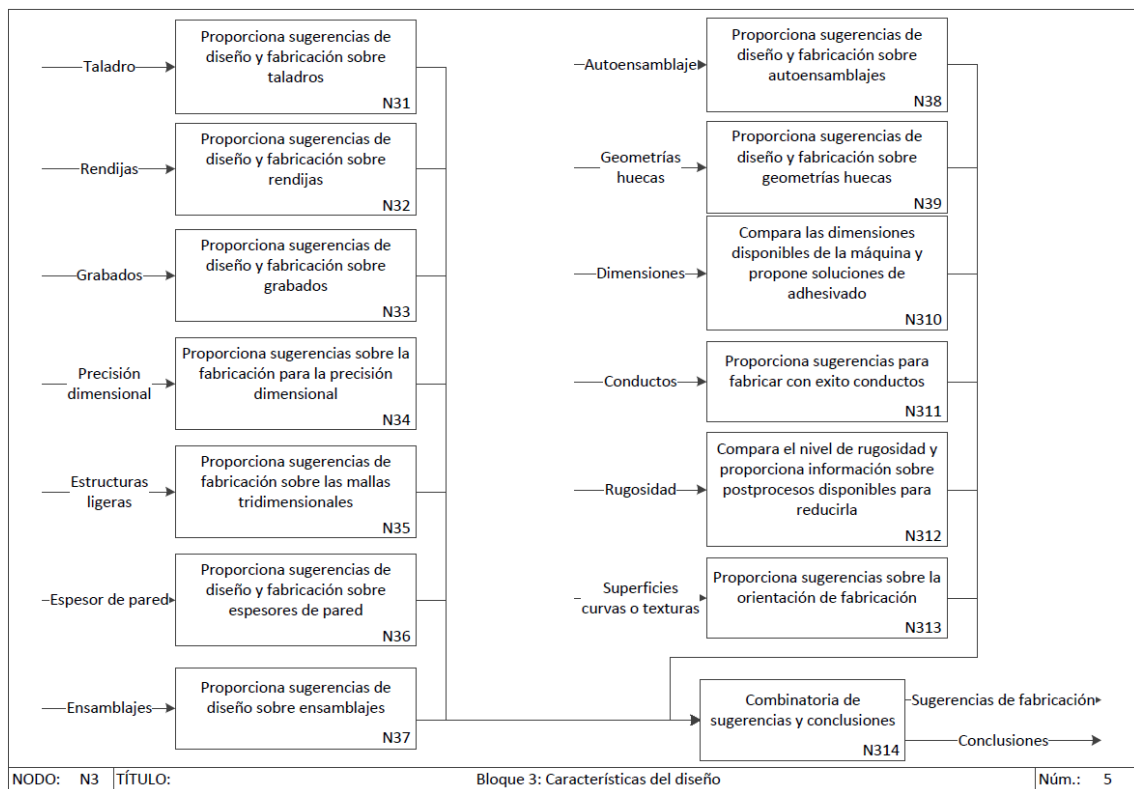 Taladro
Proporciona sugerencias de
diseño y fabricación sobre
taladros
N31
Rendijas
Proporciona sugerencias de
diseño y fabricación sobre
rendijas
N32
Grabados
Proporciona sugerencias de
diseño y fabricación sobre
grabados
N33
Precisión
dimensional
Proporciona sugerencias sobre la
fabricación para la precisión
dimensional
N34
Estructuras
ligeras
Proporciona sugerencias de
fabricación sobre las mallas
tridimensionales
N35
Espesor de pared
Proporciona sugerencias de
diseño y fabricación sobre
espesores de pared
N36
Ensamblajes
Proporciona sugerencias de
diseño sobre ensamblajes
N37
Autoensamblaje
Proporciona sugerencias de
diseño y fabricación sobre
autoensamblajes
N38
Geometrías
huecas
Proporciona sugerencias de
diseño y fabricación sobre
geometrías huecas
N39
Dimensiones
Compara las dimensiones
disponibles de la máquina y
propone soluciones de
adhesivado
N310
Conductos
Proporciona sugerencias para
fabricar con exito conductos
N311
Rugosidad
Compara el nivel de rugosidad y
proporciona información sobre
postprocesos disponibles para
reducirla
N312
Superficies
curvas o texturas
Proporciona sugerencias sobre la
orientación de fabricación
N313
Combinatoria de
sugerencias y conclusiones
N314
Sugerencias de fabricación
Conclusiones
NODO: N3 TÍTULO: Bloque 3: Características del diseño Núm.: 5